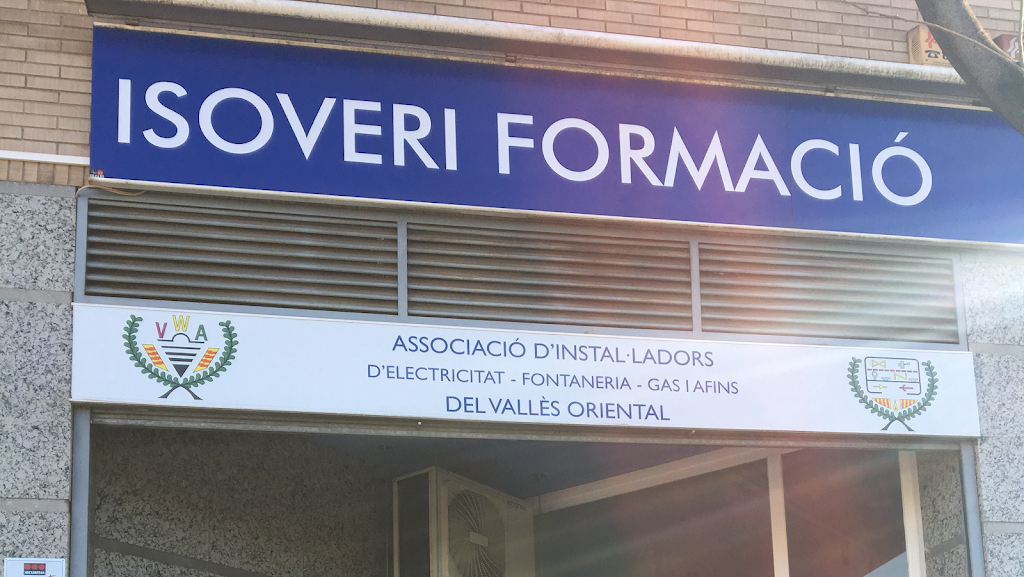 ISOVERI FORMACIÓ
VWA
ASSOCIACIÓ D'INSTAL·LADORS
D'ELECTRICITAT - FONTANERIA - GAS I AFINS
DEL VALLÈS ORIENTAL